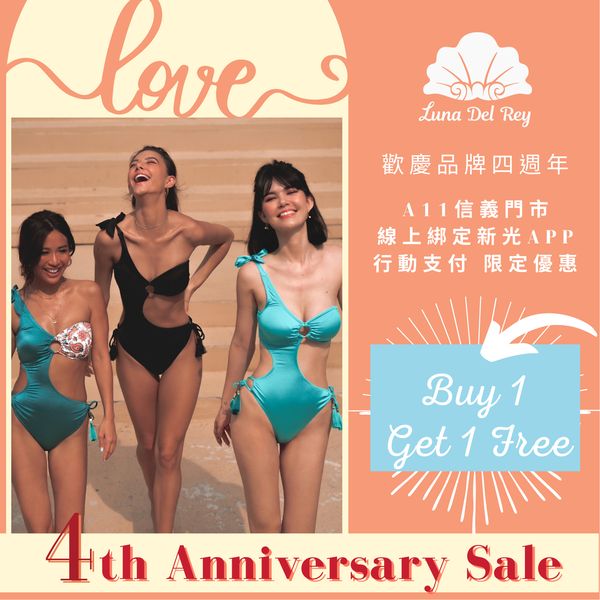 love
Luna Del Rey
歡慶品牌四週年
A11信義門市
線上綁定新光APP
行動支付 限定優惠
Buy 1
Get 1 Free
4th Anniversary Sale